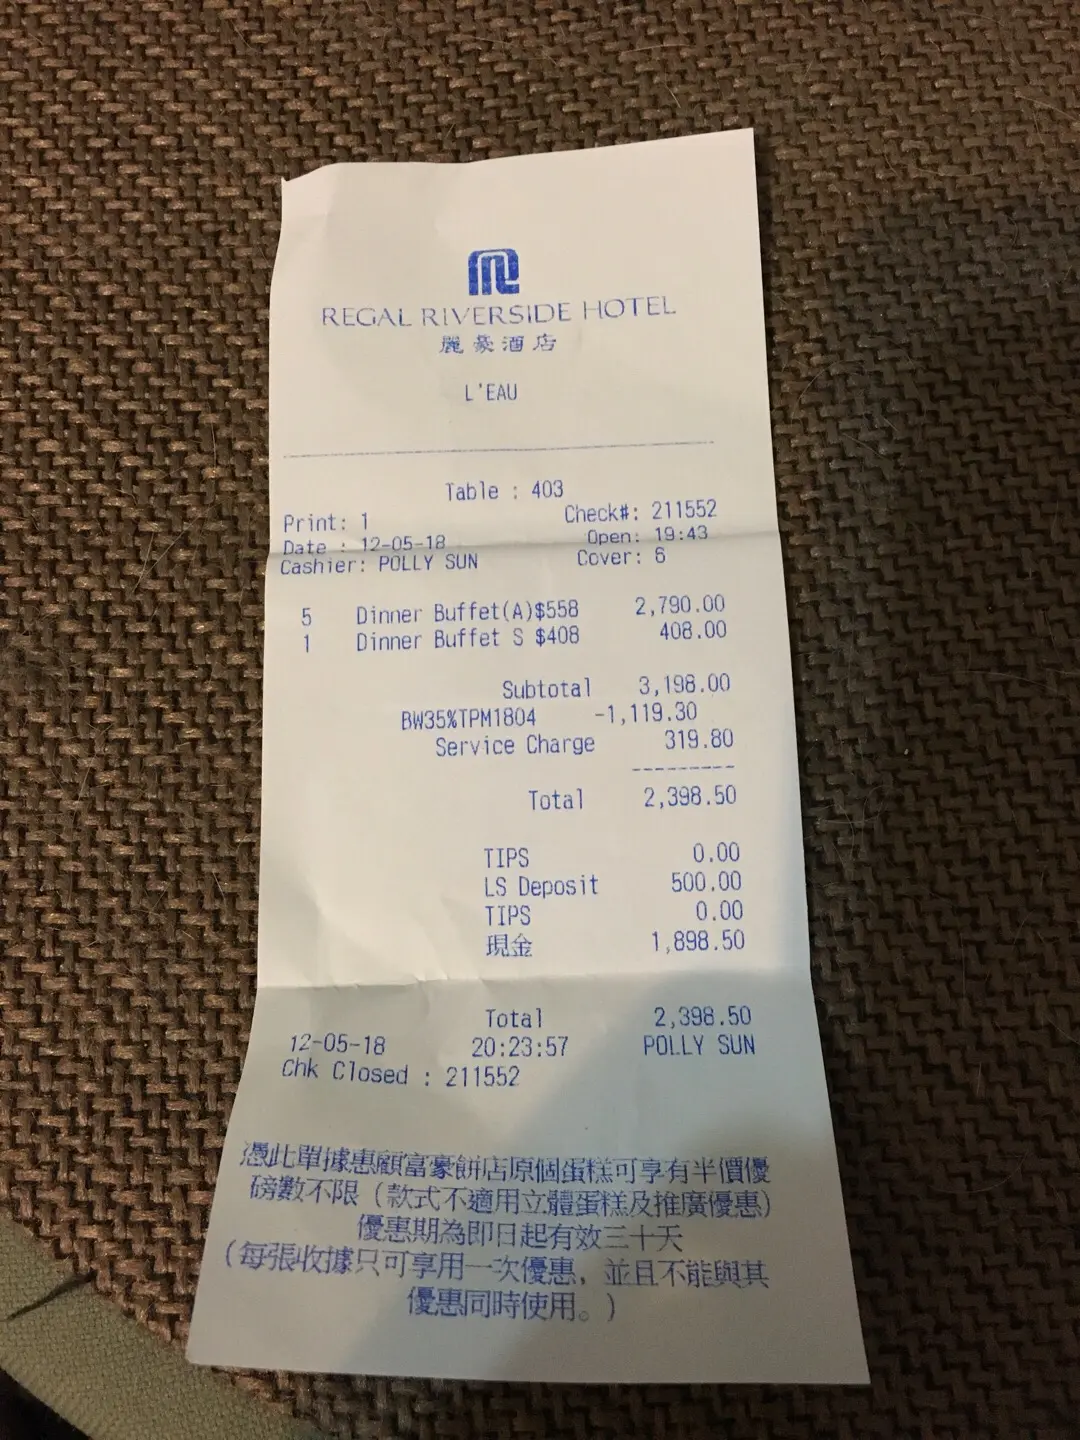 REGAL RIVERSIDE HOTEL
麗豪酒店
L'EAU
Table : 403
Print: 1 Check#: 211552
Date : 12-05-18 Open: 19:43
Cashier: POLLY SUN Cover: 6
5 Dinner Buffet(A)$558 2,790.00
1 Dinner Buffet S $408 408.00
Subtotal 3,198.00
BW35%TPM1804 -1,119.30
Service Charge 319.80
---------
Total 2,398.50
TIPS 0.00
LS Deposit 500.00
TIPS 0.00
現金 1,898.50
Total 2,398.50
12-05-18 20:23:57 POLLY SUN
Chk Closed : 211552
憑此單據惠顧富豪餅店原個蛋糕可享有半價優
磅數不限（款式不適用立體蛋糕及推廣優惠）
優惠期為即日起有效三十天
（每張收據只可享用一次優惠，並且不能與其
優惠同時使用。）